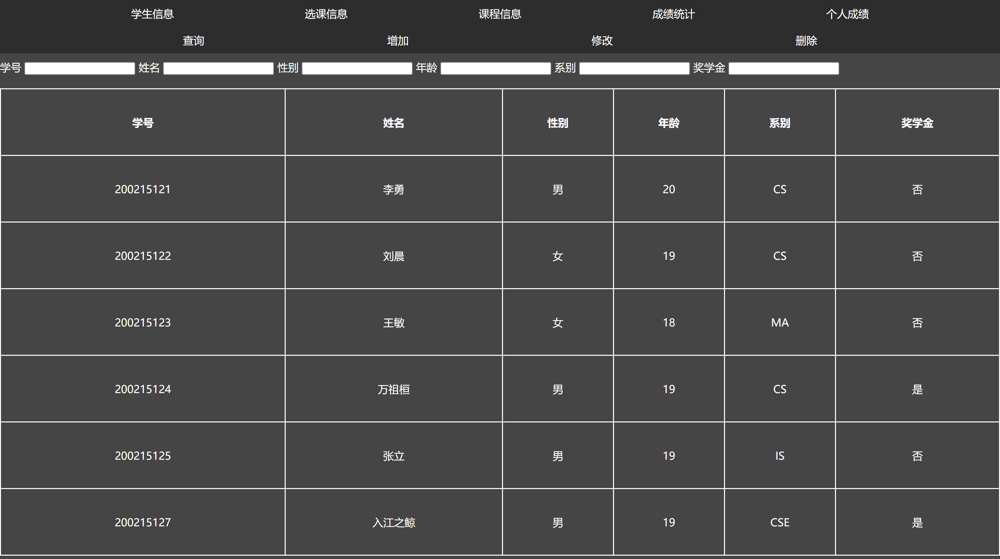 学生信息 选课信息 课程信息 成绩统计 个人成绩
查询 增加 修改 删除
学号 姓名 性别 年龄 系别 奖学金
学号 姓名 性别 年龄 系别 奖学金
200215121 李勇 男 20 CS 否
200215122 刘晨 女 19 CS 否
200215123 王敏 女 18 MA 否
200215124 万祖桓 男 19 CS 是
200215125 张立 男 19 IS 否
200215127 入江之鲸 男 19 CSE 是